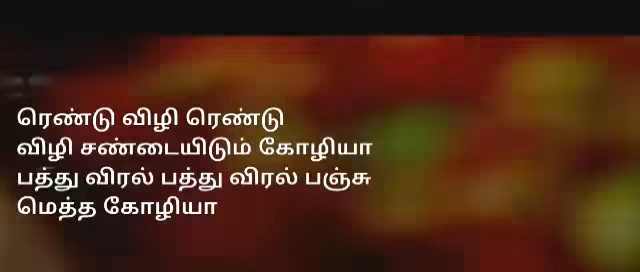 ரெண்டு விழி ரெண்டு
விழி சண்டையிடும் கோழியா
பத்து விரல் பத்து விரல் பஞ்சு
மெத்த கோழியா